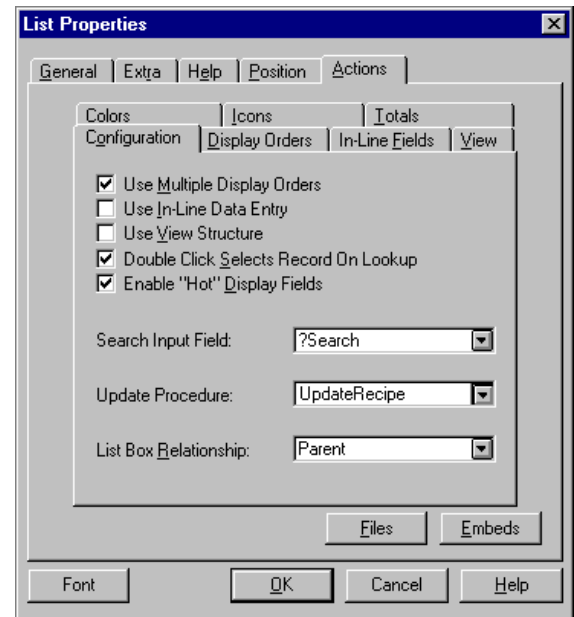 List Properties
General Extra Help Position Actions
Colors Icons Totals
Configuration Display Orders In-Line Fields View
Use Multiple Display Orders
Use In-Line Data Entry
Use View Structure
Double Click Selects Record On Lookup
Enable "Hot" Display Fields
Search Input Field: ?Search
Update Procedure: UpdateRecipe
List Box Relationship: Parent
Files Embeds
Font OK Cancel Help